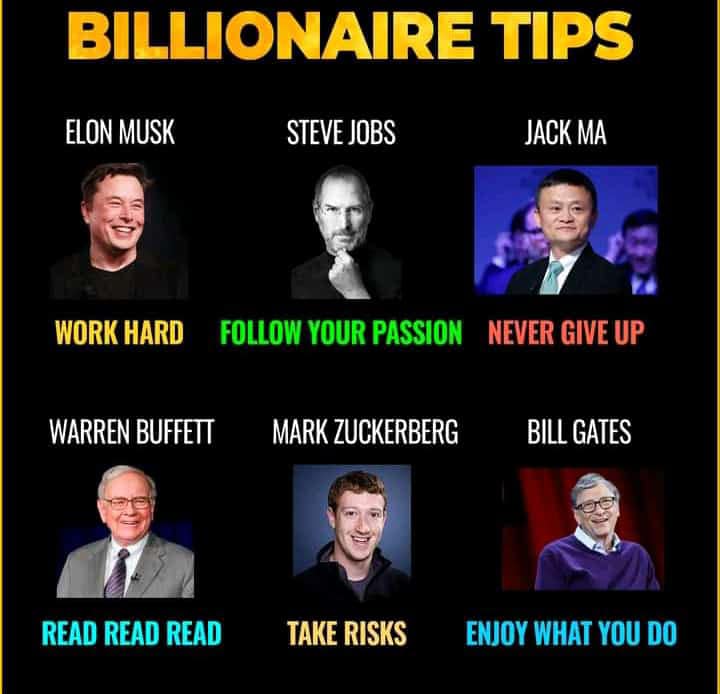 BILLIONAIRE TIPS
ELON MUSK
STEVE JOBS
JACK MA
WORK HARD
FOLLOW YOUR PASSION
NEVER GIVE UP
WARREN BUFFETT
MARK ZUCKERBERG
BILL GATES
READ READ READ
TAKE RISKS
ENJOY WHAT YOU DO